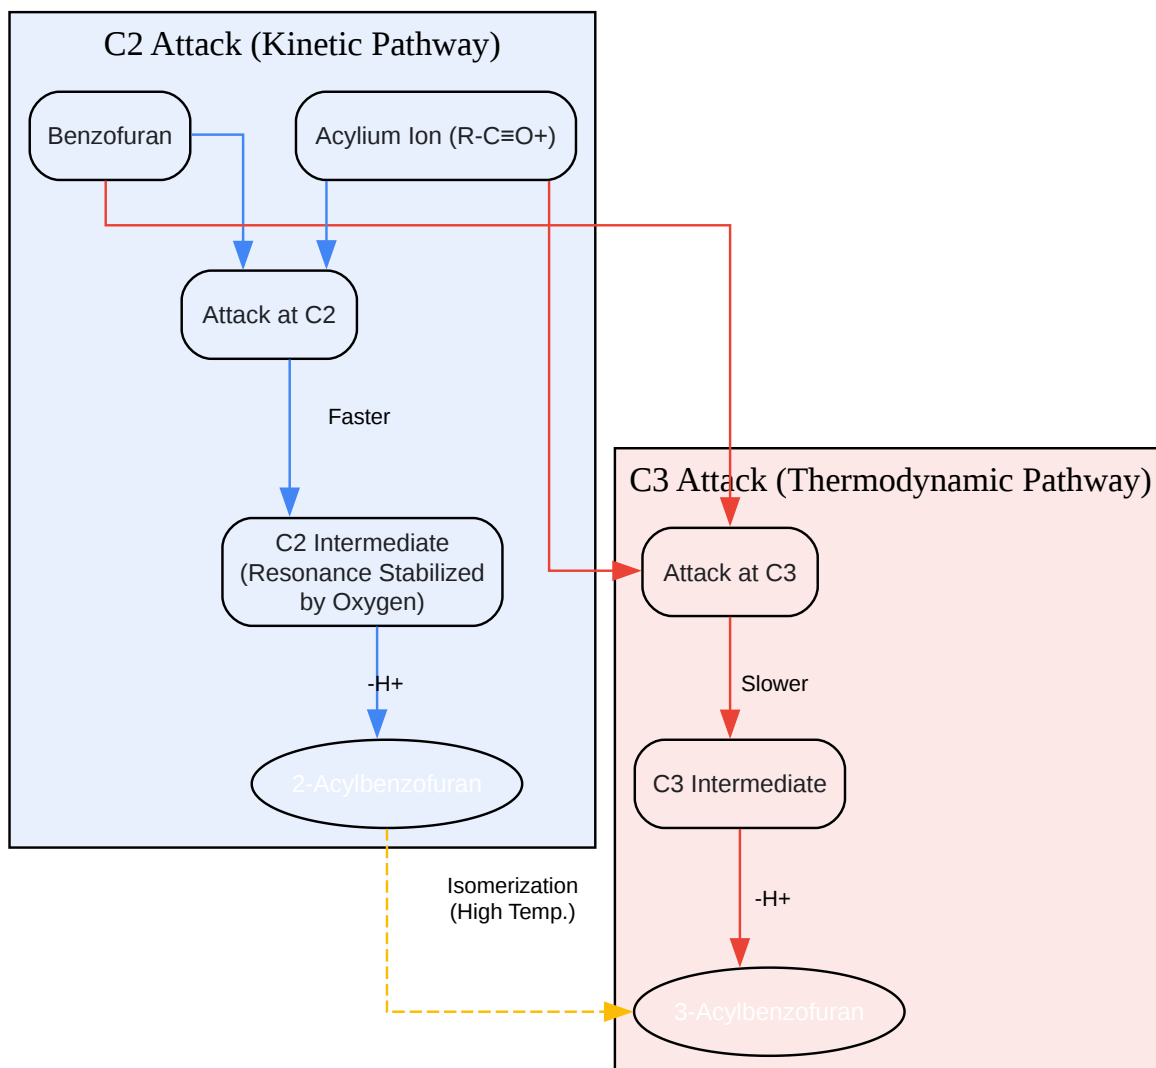 C2 Attack (Kinetic Pathway)
Benzofuran
Acylium Ion (R-C≡O+)
Attack at C2
Faster
C2 Intermediate
(Resonance Stabilized
by Oxygen)
-H+
2-Acylbenzofuran
Isomerization
(High Temp.)
C3 Attack (Thermodynamic Pathway)
Attack at C3
Slower
C3 Intermediate
-H+
3-Acylbenzofuran